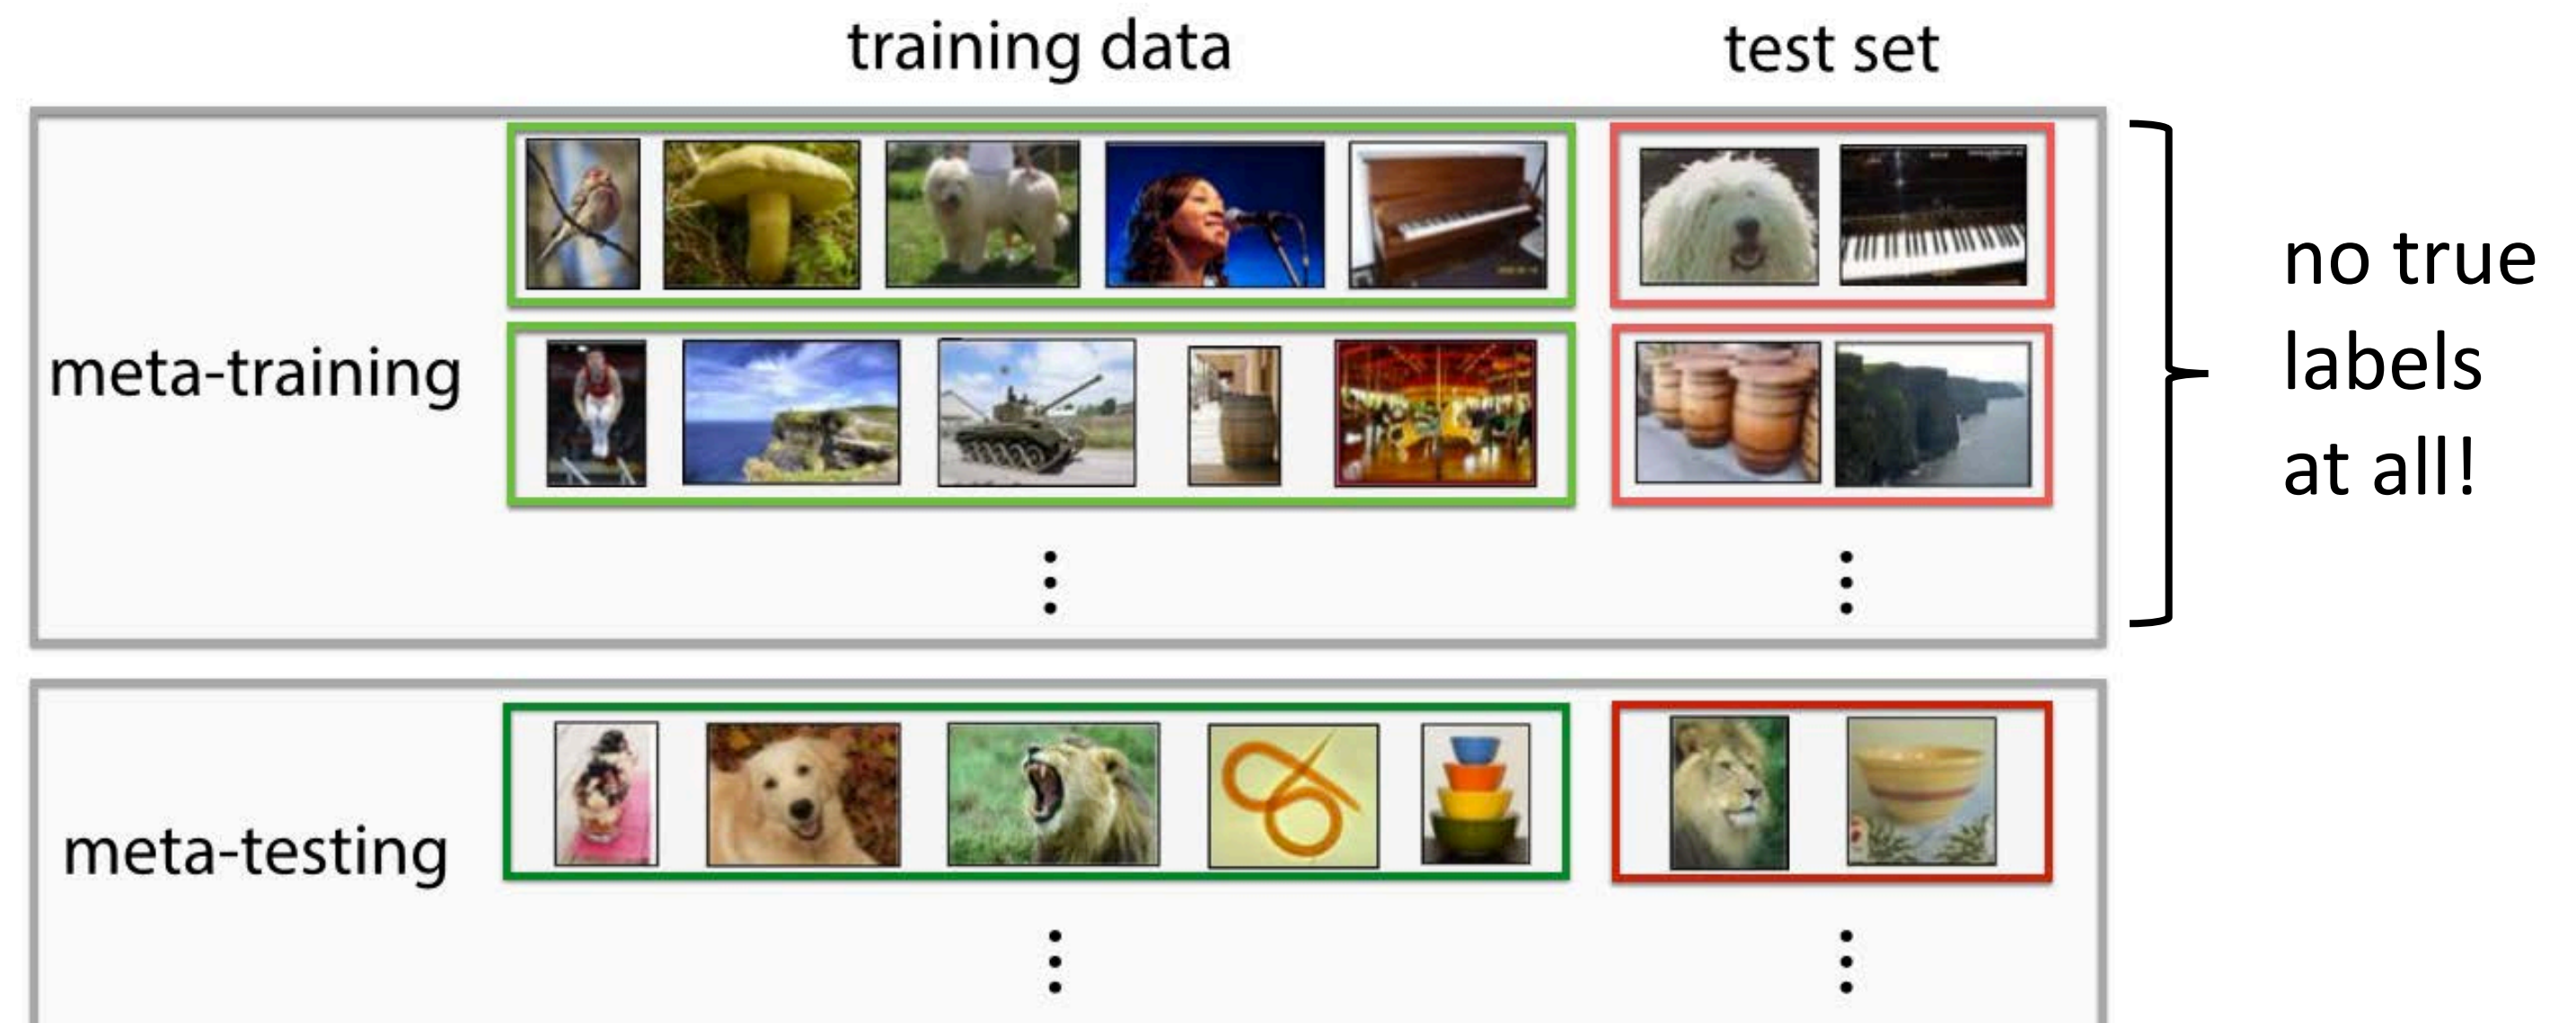 training data
test set
meta-training
no true
labels
at all!
meta-testing